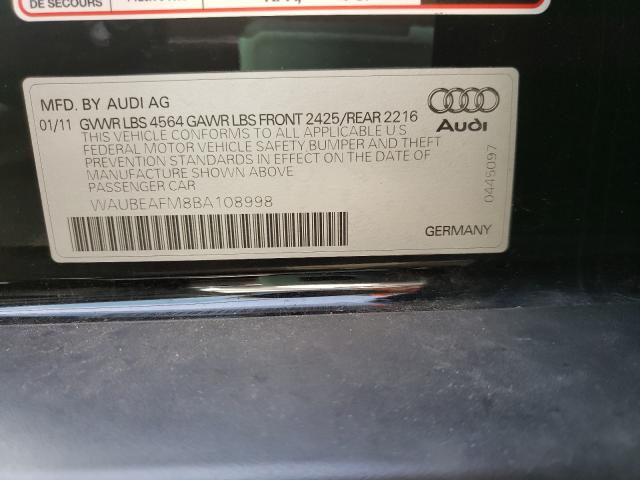 DE SECOURS
MFD. BY AUDI AG
01/11 GVWR LBS 4564 GAWR LBS FRONT 2425/REAR 2216
THIS VEHICLE CONFORMS TO ALL APPLICABLE U S
FEDERAL MOTOR VEHICLE SAFETY BUMPER AND THEFT
PREVENTION STANDARDS IN EFFECT ON THE DATE OF
MANUFACTURE SHOWN ABOVE
PASSENGER CAR
WAUBEAFM8BA108998
Audi
0445097
GERMANY